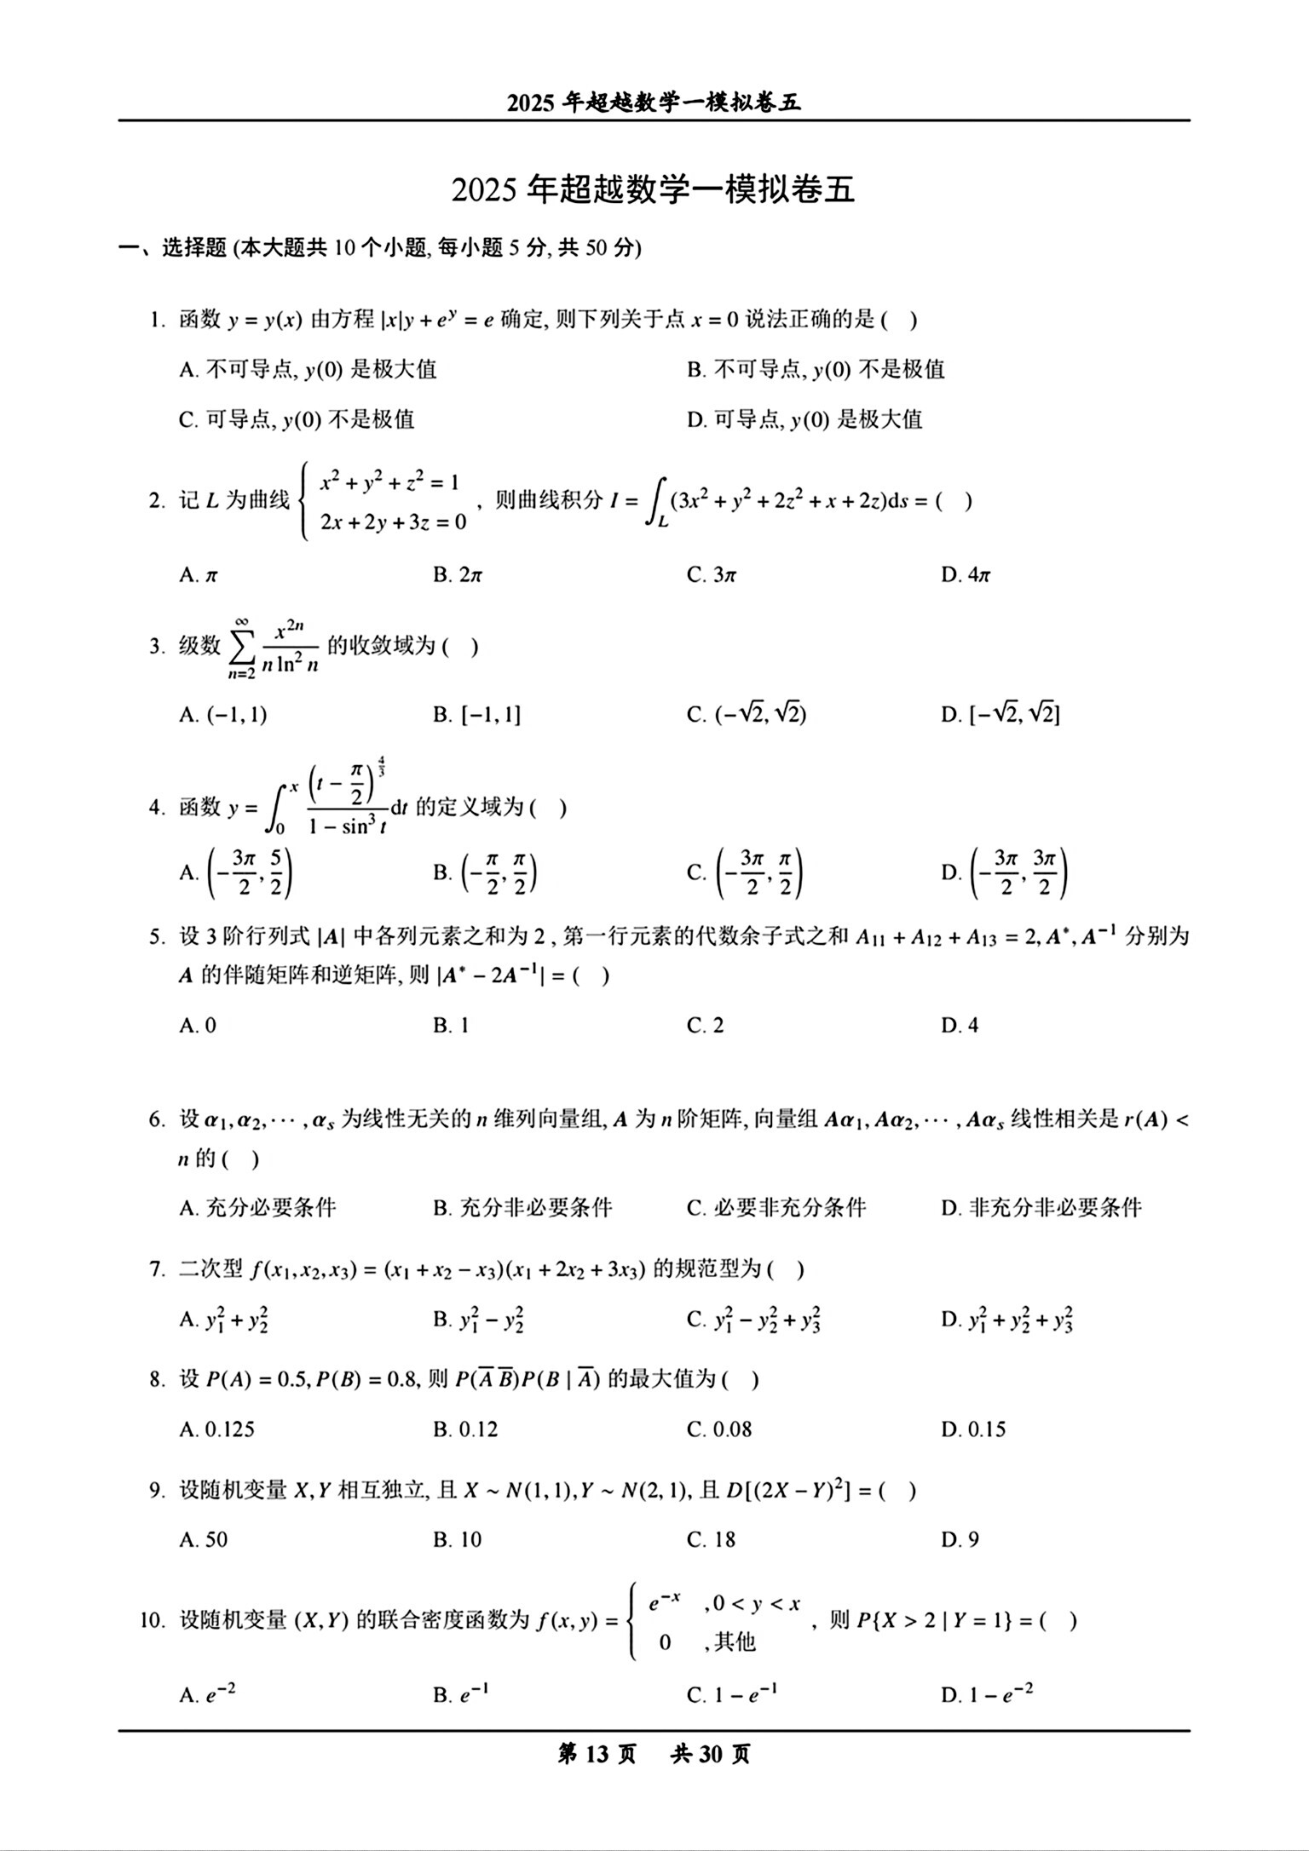 2025 年超越数学一模拟卷五
2025 年超越数学一模拟卷五
一、选择题 (本大题共 10 个小题, 每小题 5 分, 共 50 分)
1. 函数 y = y(x) 由方程 |x|y + e^y = e 确定, 则下列关于点 x = 0 说法正确的是 ( )
A. 不可导点, y(0) 是极大值 B. 不可导点, y(0) 不是极值
C. 可导点, y(0) 不是极值 D. 可导点, y(0) 是极大值
2. 记 L 为曲线 { x² + y² + z² = 1 ; 2x + 2y + 3z = 0 , 则曲线积分 I = ∫_L (3x² + y² + 2z² + x + 2z)ds = ( )
A. π B. 2π C. 3π D. 4π
3. 级数 ∑_{n=2}^{∞} x^{2n}/(n ln² n) 的收敛域为 ( )
A. (−1, 1) B. [−1, 1] C. (−√2, √2) D. [−√2, √2]
4. 函数 y = ∫_0^x (t − π/2)^{4/3}/(1 − sin³ t) dt 的定义域为 ( )
A. (−3π/2, 5/2) B. (−π/2, π/2) C. (−3π/2, π/2) D. (−3π/2, 3π/2)
5. 设 3 阶行列式 |A| 中各列元素之和为 2 , 第一行元素的代数余子式之和 A₁₁ + A₁₂ + A₁₃ = 2, A*, A⁻¹ 分别为
A 的伴随矩阵和逆矩阵, 则 |A* − 2A⁻¹| = ( )
A. 0 B. 1 C. 2 D. 4
6. 设 α₁, α₂, ⋯ , αₛ 为线性无关的 n 维列向量组, A 为 n 阶矩阵, 向量组 Aα₁, Aα₂, ⋯ , Aαₛ 线性相关是 r(A) <
n 的 ( )
A. 充分必要条件 B. 充分非必要条件 C. 必要非充分条件 D. 非充分非必要条件
7. 二次型 f(x₁, x₂, x₃) = (x₁ + x₂ − x₃)(x₁ + 2x₂ + 3x₃) 的规范型为 ( )
A. y₁² + y₂² B. y₁² − y₂² C. y₁² − y₂² + y₃² D. y₁² + y₂² + y₃²
8. 设 P(A) = 0.5, P(B) = 0.8, 则 P(A̅ B̅)P(B | A̅) 的最大值为 ( )
A. 0.125 B. 0.12 C. 0.08 D. 0.15
9. 设随机变量 X, Y 相互独立, 且 X ~ N(1, 1), Y ~ N(2, 1), 且 D[(2X − Y)²] = ( )
A. 50 B. 10 C. 18 D. 9
10. 设随机变量 (X, Y) 的联合密度函数为 f(x, y) = { e^{−x} , 0 < y < x ; 0 , 其他 , 则 P{X > 2 | Y = 1} = ( )
A. e⁻² B. e⁻¹ C. 1 − e⁻¹ D. 1 − e⁻²
第 13 页 共 30 页